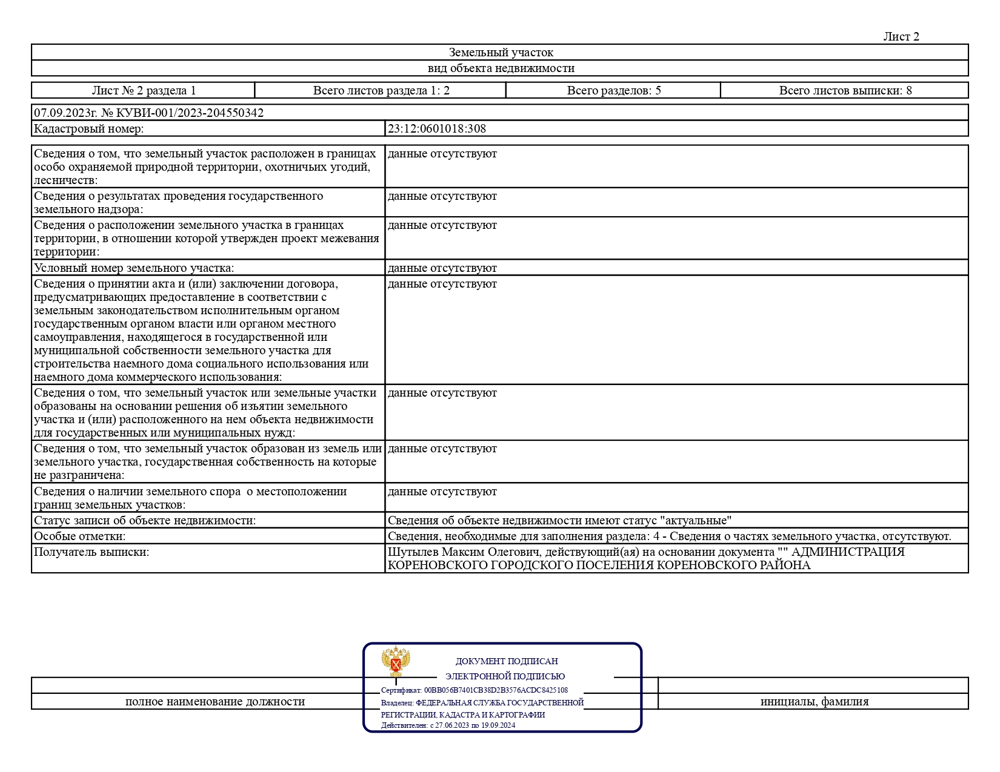 Лист 2
Земельный участок
вид объекта недвижимости
Лист № 2 раздела 1 Всего листов раздела 1: 2 Всего разделов: 5 Всего листов выписки: 8
07.09.2023г. № КУВИ-001/2023-204550342
Кадастровый номер: 23:12:0601018:308
Сведения о том, что земельный участок расположен в границах данные отсутствуют
особо охраняемой природной территории, охотничьих угодий,
лесничеств:
Сведения о результатах проведения государственного данные отсутствуют
земельного надзора:
Сведения о расположении земельного участка в границах данные отсутствуют
территории, в отношении которой утвержден проект межевания
территории:
Условный номер земельного участка: данные отсутствуют
Сведения о принятии акта и (или) заключении договора, данные отсутствуют
предусматривающих предоставление в соответствии с
земельным законодательством исполнительным органом
государственным органом власти или органом местного
самоуправления, находящегося в государственной или
муниципальной собственности земельного участка для
строительства наемного дома социального использования или
наемного дома коммерческого использования:
Сведения о том, что земельный участок или земельные участки данные отсутствуют
образованы на основании решения об изъятии земельного
участка и (или) расположенного на нем объекта недвижимости
для государственных или муниципальных нужд:
Сведения о том, что земельный участок образован из земель или данные отсутствуют
земельного участка, государственная собственность на которые
не разграничена:
Сведения о наличии земельного спора о местоположении данные отсутствуют
границ земельных участков:
Статус записи об объекте недвижимости: Сведения об объекте недвижимости имеют статус "актуальные"
Особые отметки: Сведения, необходимые для заполнения раздела: 4 - Сведения о частях земельного участка, отсутствуют.
Получатель выписки: Шутылев Максим Олегович, действующий(ая) на основании документа "" АДМИНИСТРАЦИЯ
КОРЕНОВСКОГО ГОРОДСКОГО ПОСЕЛЕНИЯ КОРЕНОВСКОГО РАЙОНА
ДОКУМЕНТ ПОДПИСАН
ЭЛЕКТРОННОЙ ПОДПИСЬЮ
Сертификат: 00BB056B7401CB38D2B3576ACDC8425108
полное наименование должности Владелец: ФЕДЕРАЛЬНАЯ СЛУЖБА ГОСУДАРСТВЕННОЙ инициалы, фамилия
РЕГИСТРАЦИИ, КАДАСТРА И КАРТОГРАФИИ
Действителен: с 27.06.2023 по 19.09.2024